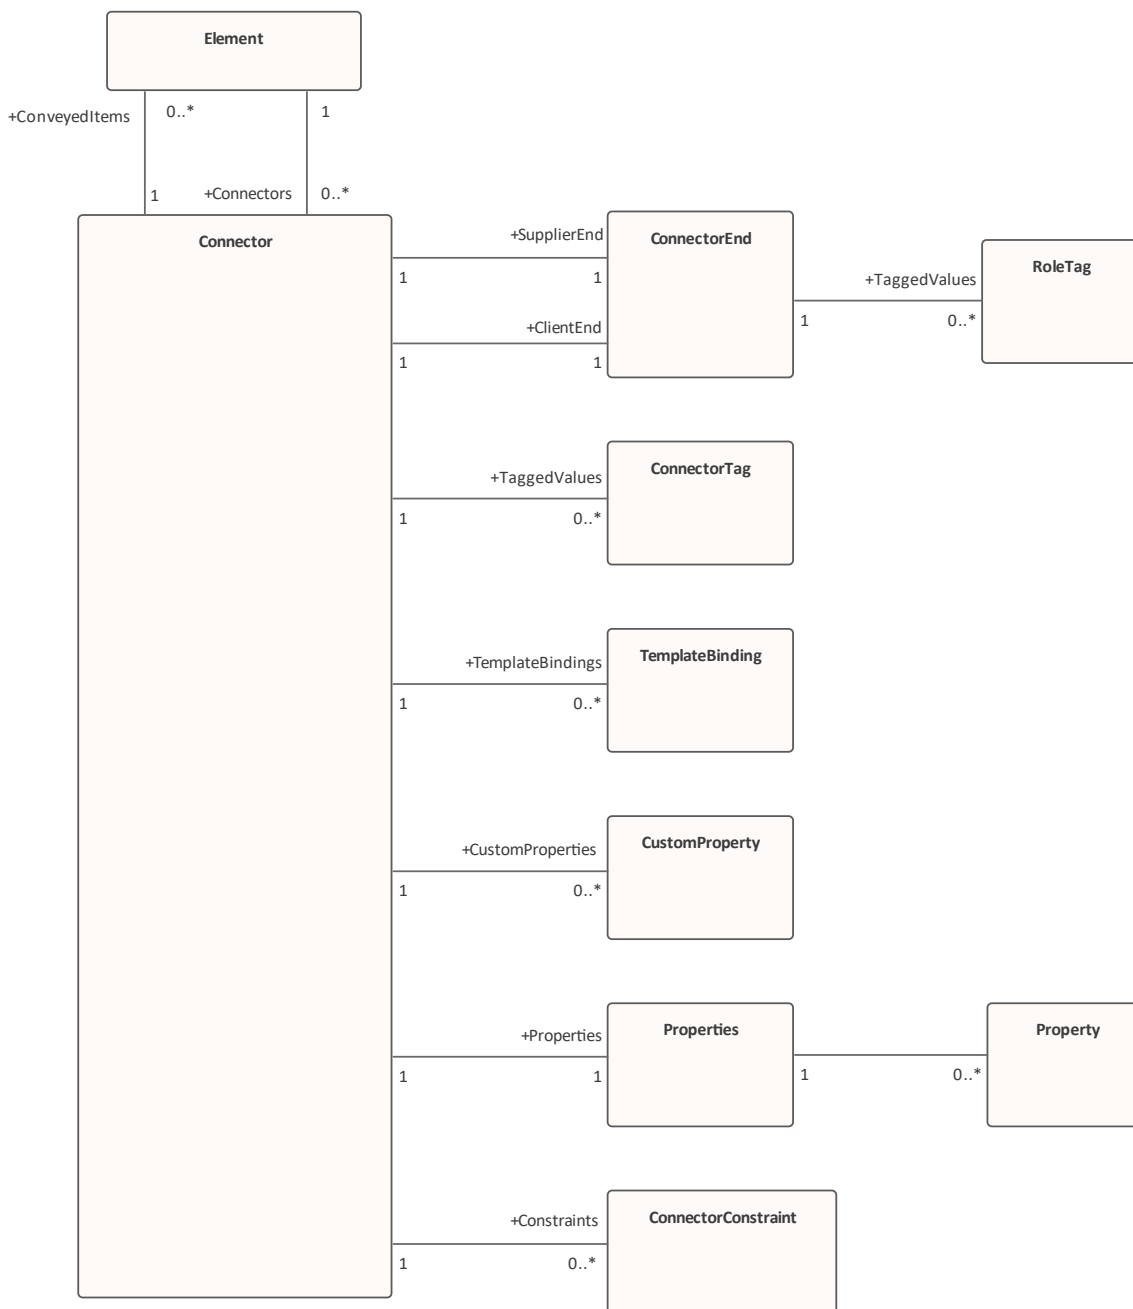 Element
+ConveyedItems
0..*
1
1
+Connectors
0..*
Connector
+SupplierEnd
1
1
ConnectorEnd
+ClientEnd
1
1
+TaggedValues
1
0..*
RoleTag
+TaggedValues
1
0..*
ConnectorTag
+TemplateBindings
1
0..*
TemplateBinding
+CustomProperties
1
0..*
CustomProperty
+Properties
1
1
Properties
1
0..*
Property
+Constraints
1
0..*
ConnectorConstraint